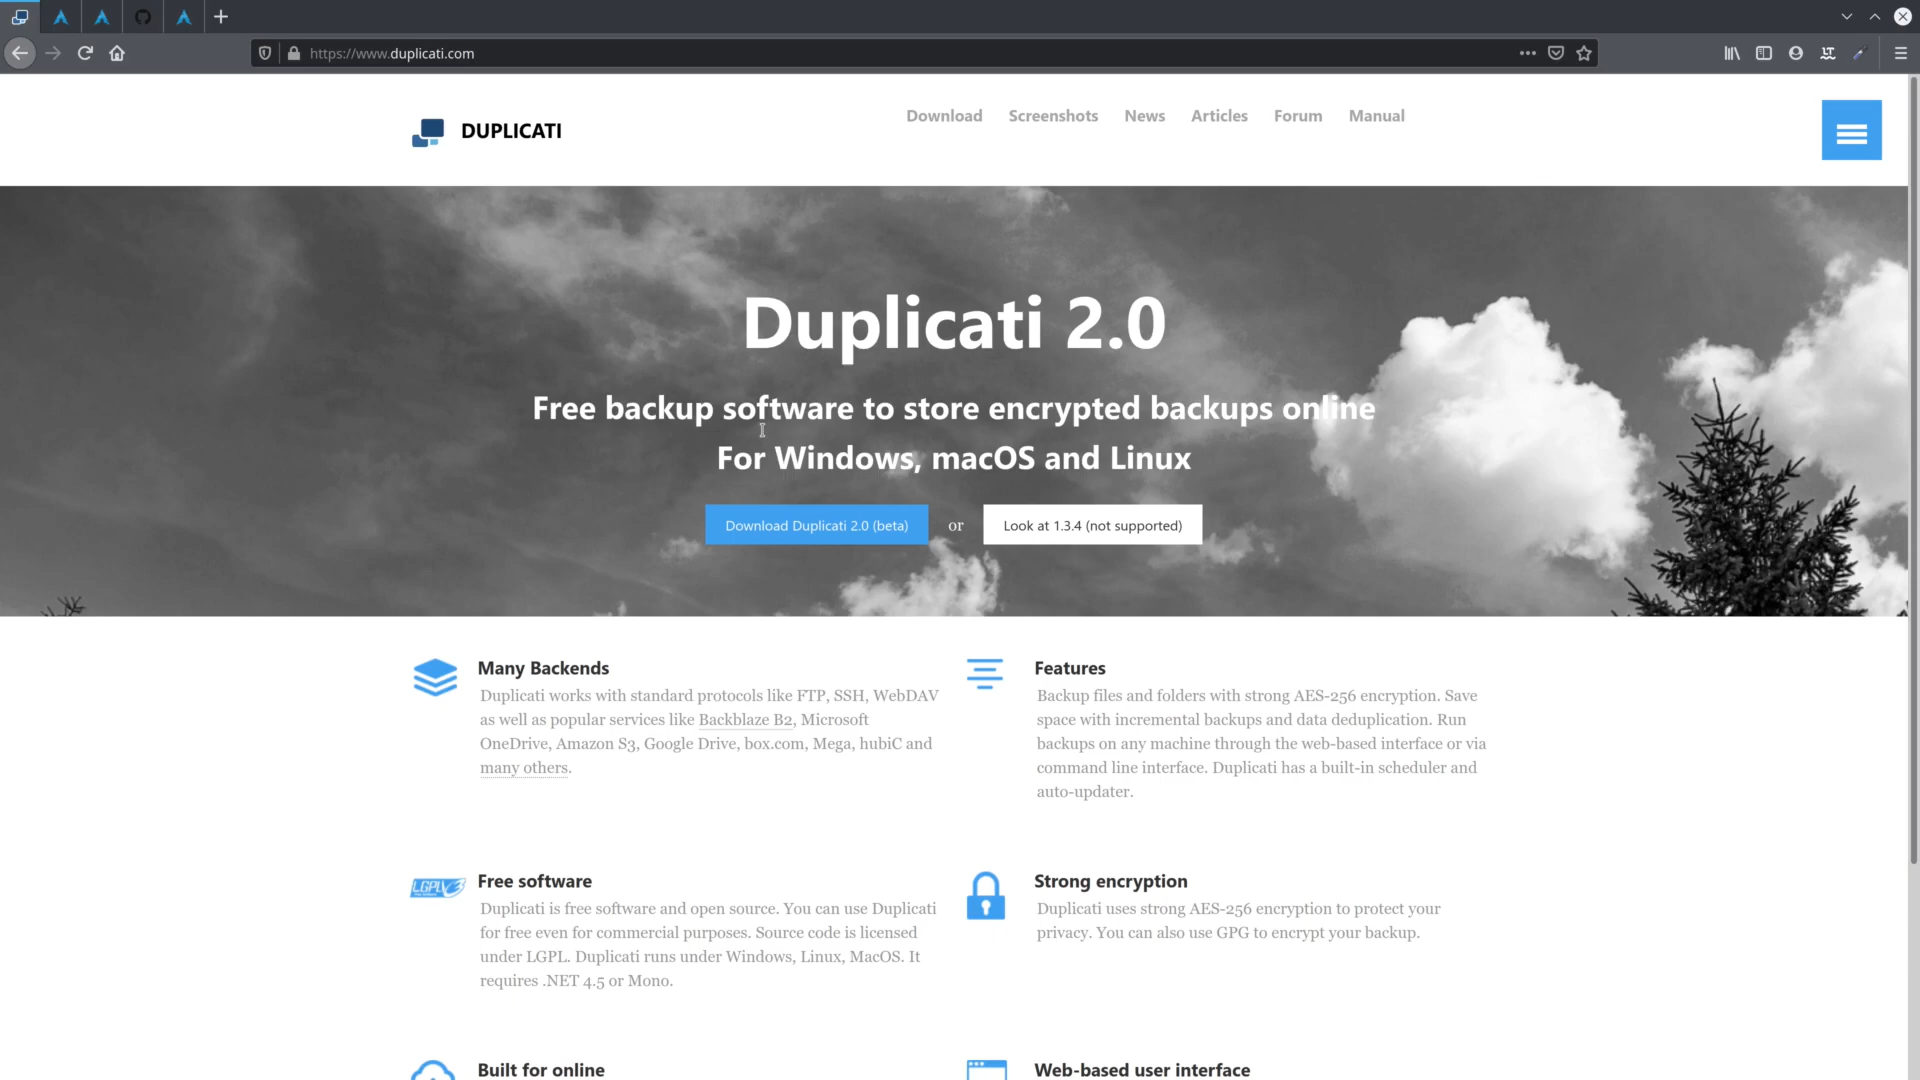 https://www.duplicati.com
DUPLICATI
Download Screenshots News Articles Forum Manual
Duplicati 2.0
Free backup software to store encrypted backups online
For Windows, macOS and Linux
Download Duplicati 2.0 (beta) or Look at 1.3.4 (not supported)
Many Backends
Duplicati works with standard protocols like FTP, SSH, WebDAV
as well as popular services like Backblaze B2, Microsoft
OneDrive, Amazon S3, Google Drive, box.com, Mega, hubiC and
many others.
Features
Backup files and folders with strong AES-256 encryption. Save
space with incremental backups and data deduplication. Run
backups on any machine through the web-based interface or via
command line interface. Duplicati has a built-in scheduler and
auto-updater.
LGPLV3
Free software
Duplicati is free software and open source. You can use Duplicati
for free even for commercial purposes. Source code is licensed
under LGPL. Duplicati runs under Windows, Linux, MacOS. It
requires .NET 4.5 or Mono.
Strong encryption
Duplicati uses strong AES-256 encryption to protect your
privacy. You can also use GPG to encrypt your backup.
Built for online
Web-based user interface